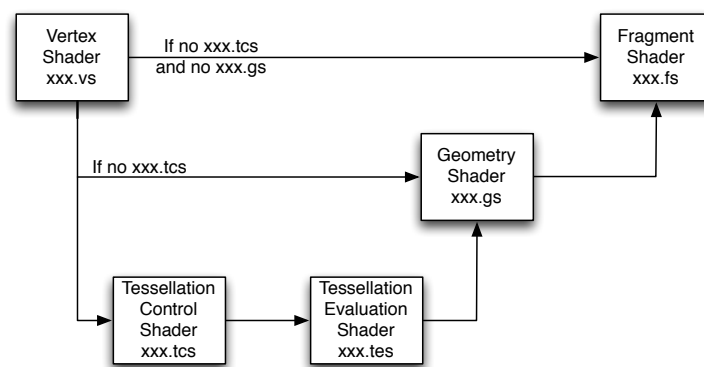 Vertex
Shader
xxx.vs
If no xxx.tcs
and no xxx.gs
Fragment
Shader
xxx.fs
If no xxx.tcs
Geometry
Shader
xxx.gs
Tessellation
Control
Shader
xxx.tcs
Tessellation
Evaluation
Shader
xxx.tes